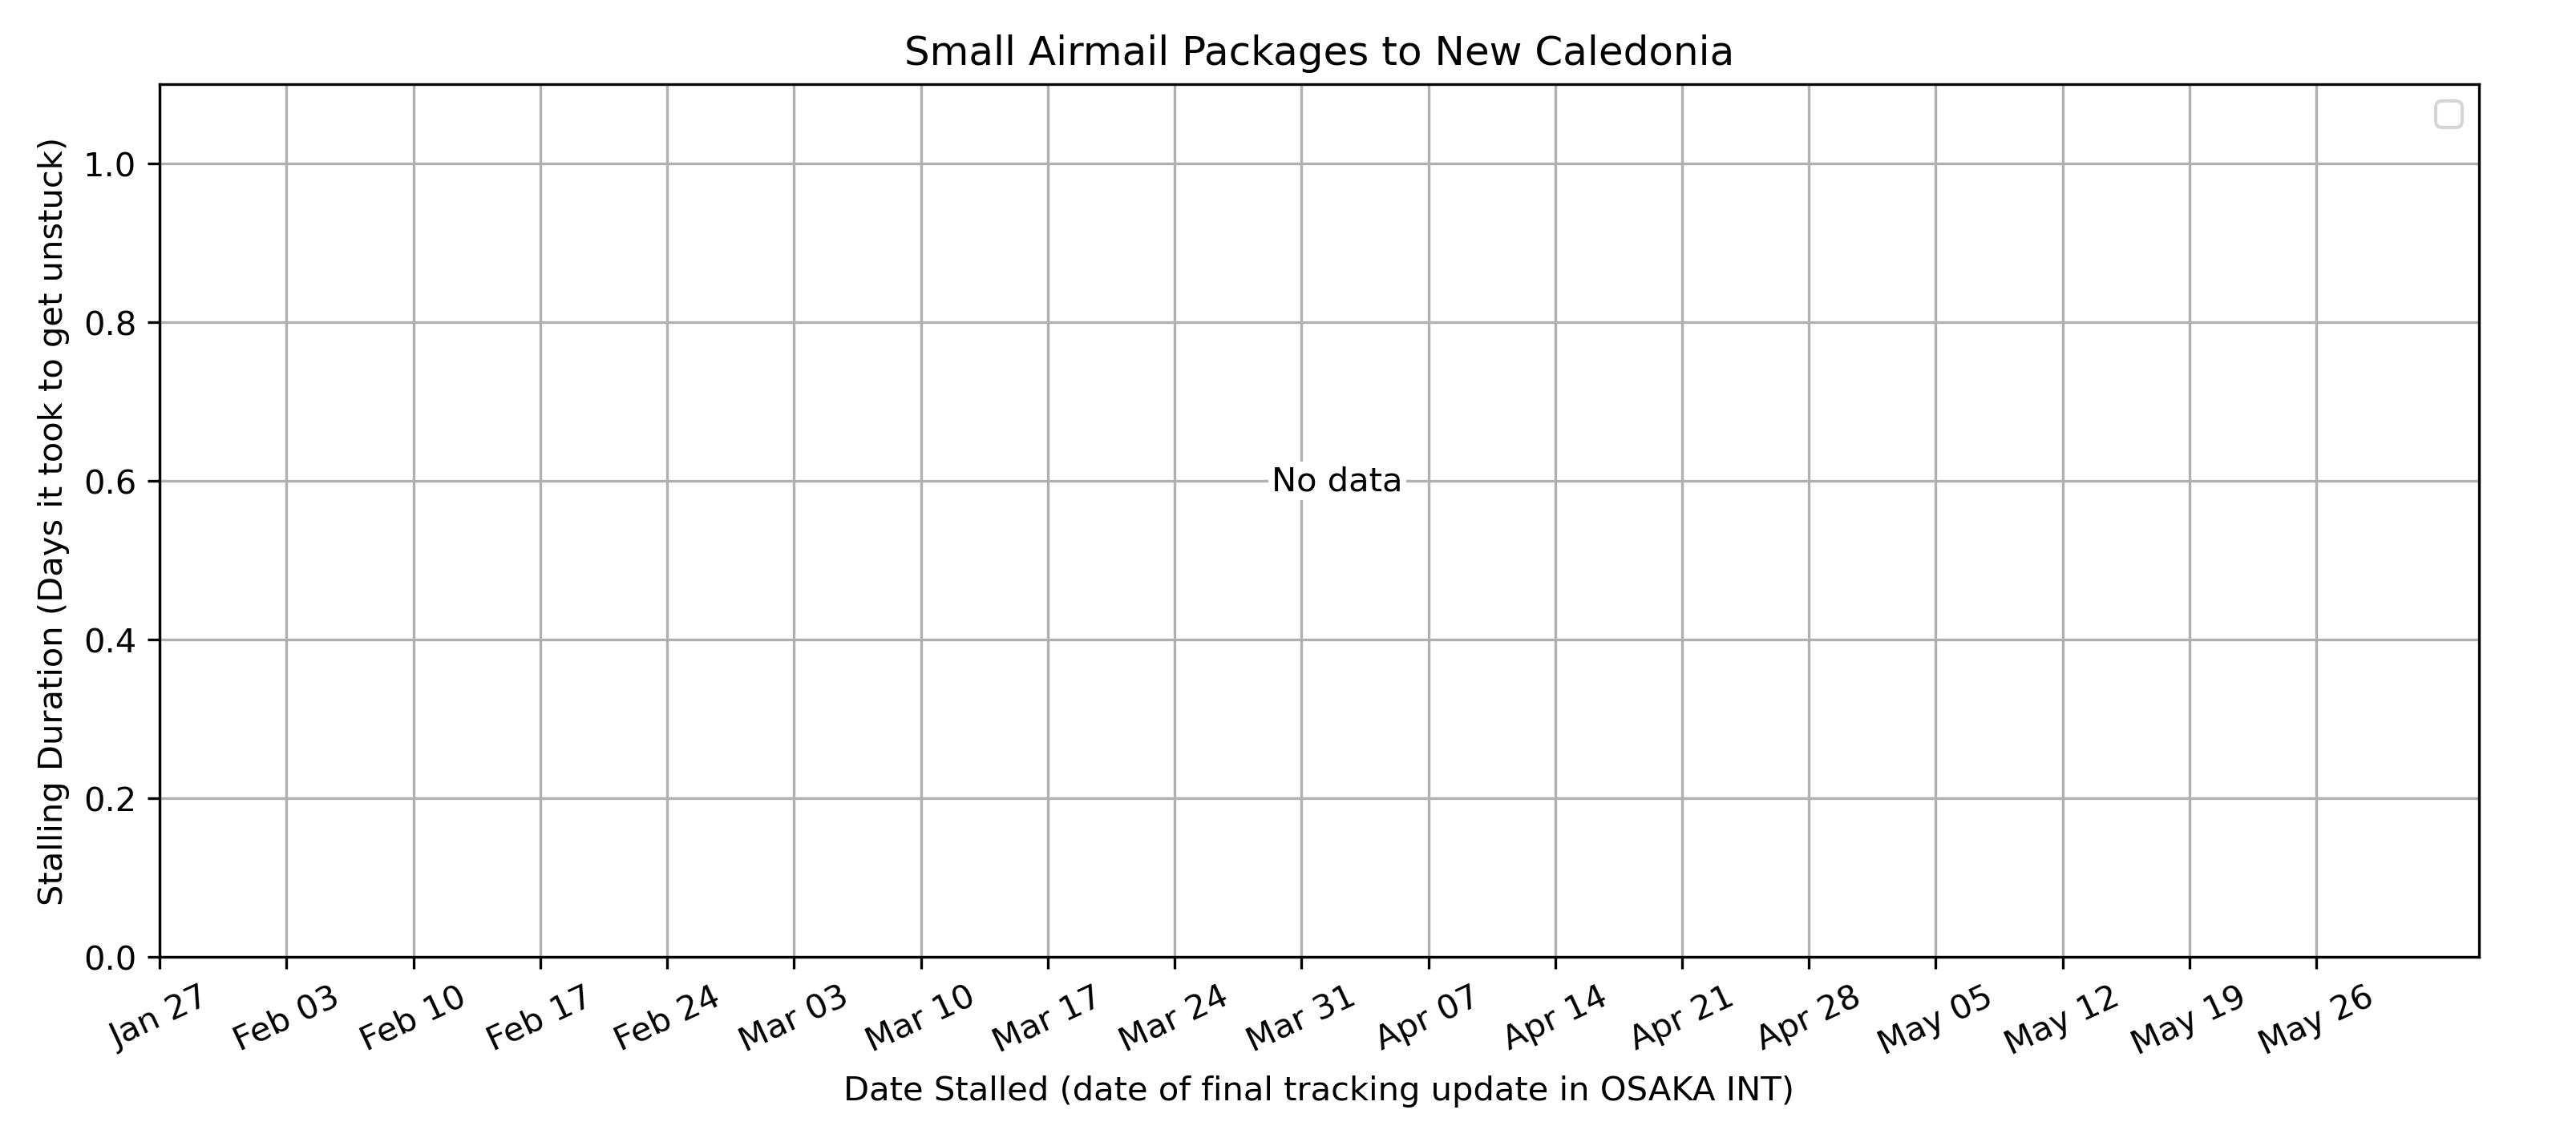 Small Airmail Packages to New Caledonia
Stalling Duration (Days it took to get unstuck)
1.0
0.8
0.6
0.4
0.2
0.0
No data
Jan 27
Feb 03
Feb 10
Feb 17
Feb 24
Mar 03
Mar 10
Mar 17
Mar 24
Mar 31
Apr 07
Apr 14
Apr 21
Apr 28
May 05
May 12
May 19
May 26
Date Stalled (date of final tracking update in OSAKA INT)